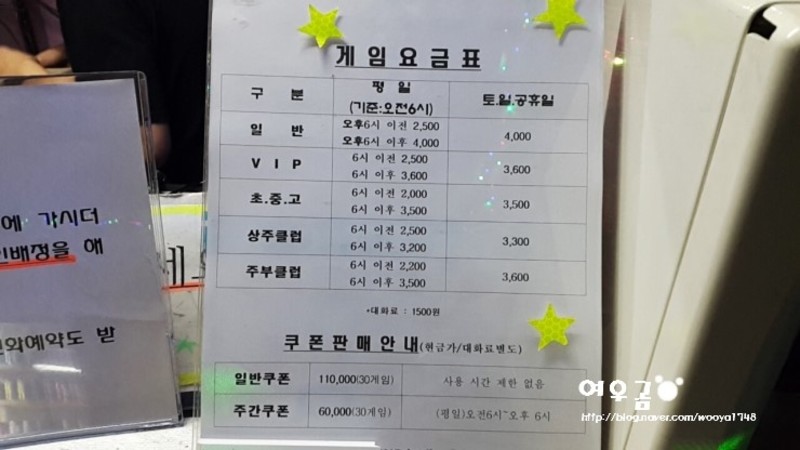 게임요금표
구 분
평 일
(기준:오전6시)
토.일.공휴일
일 반
오후6시 이전 2,500
오후6시 이후 4,000
4,000
V I P
6시 이전 2,500
6시 이후 3,600
3,600
초.중.고
6시 이전 2,000
6시 이후 3,500
3,500
상주클럽
6시 이전 2,500
6시 이후 3,200
3,300
주부클럽
6시 이전 2,200
6시 이후 3,500
3,600
*대화료 : 1500원
쿠폰판매안내(현금가/대화료별도)
일반쿠폰
110,000(30게임)
사용 시간 제한 없음
주간쿠폰
60,000(30게임)
(평일)오전6시~오후 6시
에 가시더
배정을 해
예약도 받
여우곰
http://blog.naver.com/wooya1748